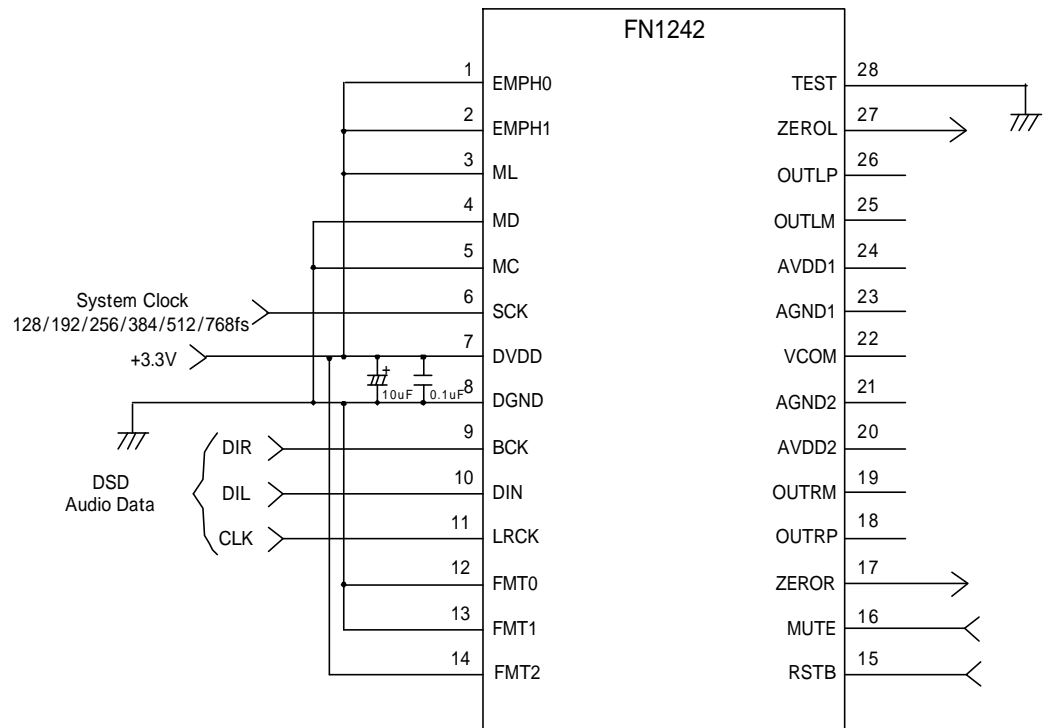 FN1242
1 EMPH0
2 EMPH1
3 ML
4 MD
5 MC
System Clock
128/192/256/384/512/768fs
6 SCK
+3.3V
7 DVDD
+
10uF
0.1uF
8 DGND
DSD
Audio Data
DIR
9 BCK
DIL
10 DIN
CLK
11 LRCK
12 FMT0
13 FMT1
14 FMT2
TEST 28
ZEROL 27
OUTLP 26
OUTLM 25
AVDD1 24
AGND1 23
VCOM 22
AGND2 21
AVDD2 20
OUTRM 19
OUTRP 18
ZEROR 17
MUTE 16
RSTB 15